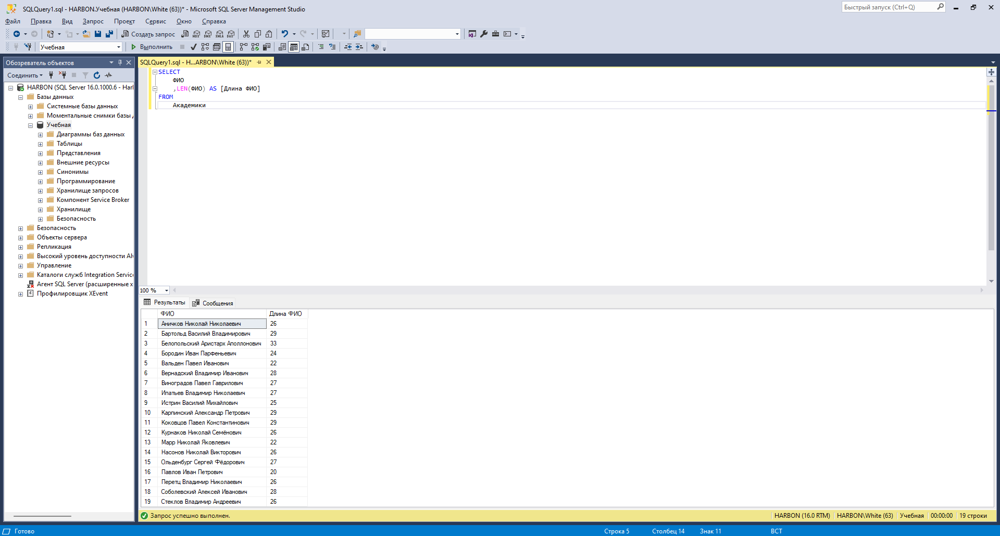 SQLQuery1.sql - HARBON.Учебная (HARBON\White (63))* - Microsoft SQL Server Management Studio
Быстрый запуск (Ctrl+Q)
Файл Правка Вид Запрос Проект Сервис Окно Справка
Создать запрос MDX DMX XMLA DAX
Учебная Выполнить
Обозреватель объектов
SQLQuery1.sql - H...ARBON\White (63))*
Соединить
HARBON (SQL Server 16.0.1000.6 - Harl
Базы данных
Системные базы данных
Моментальные снимки базы
Учебная
Диаграммы баз данных
Таблицы
Представления
Внешние ресурсы
Синонимы
Программирование
Хранилище запросов
Компонент Service Broker
Хранилище
Безопасность
Безопасность
Объекты сервера
Репликация
Высокий уровень доступности Alv
Управление
Каталоги служб Integration Service
Агент SQL Server (расширенные х
Профилировщик XEvent
SELECT
ФИО
,LEN(ФИО) AS [Длина ФИО]
FROM
Академики
100 %
Результаты Сообщения
ФИО Длина ФИО
1 Аничков Николай Николаевич 26
2 Бартольд Василий Владимирович 29
3 Белопольский Аристарх Аполлонович 33
4 Бородин Иван Парфеньевич 24
5 Вальден Павел Иванович 22
6 Вернадский Владимир Иванович 28
7 Виноградов Павел Гаврилович 27
8 Ипатьев Владимир Николаевич 27
9 Истрин Василий Михайлович 25
10 Карпинский Александр Петрович 29
11 Коковцов Павел Константинович 29
12 Курнаков Николай Семёнович 26
13 Марр Николай Яковлевич 22
14 Насонов Николай Викторович 26
15 Ольденбург Сергей Фёдорович 27
16 Павлов Иван Петрович 20
17 Перетц Владимир Николаевич 26
18 Соболевский Алексей Иванович 28
19 Стеклов Владимир Андреевич 26
Запрос успешно выполнен. HARBON (16.0 RTM) HARBON\White (63) Учебная 00:00:00 19 строки
Готово Строка 5 Столбец 14 Знак 11 ВСТ